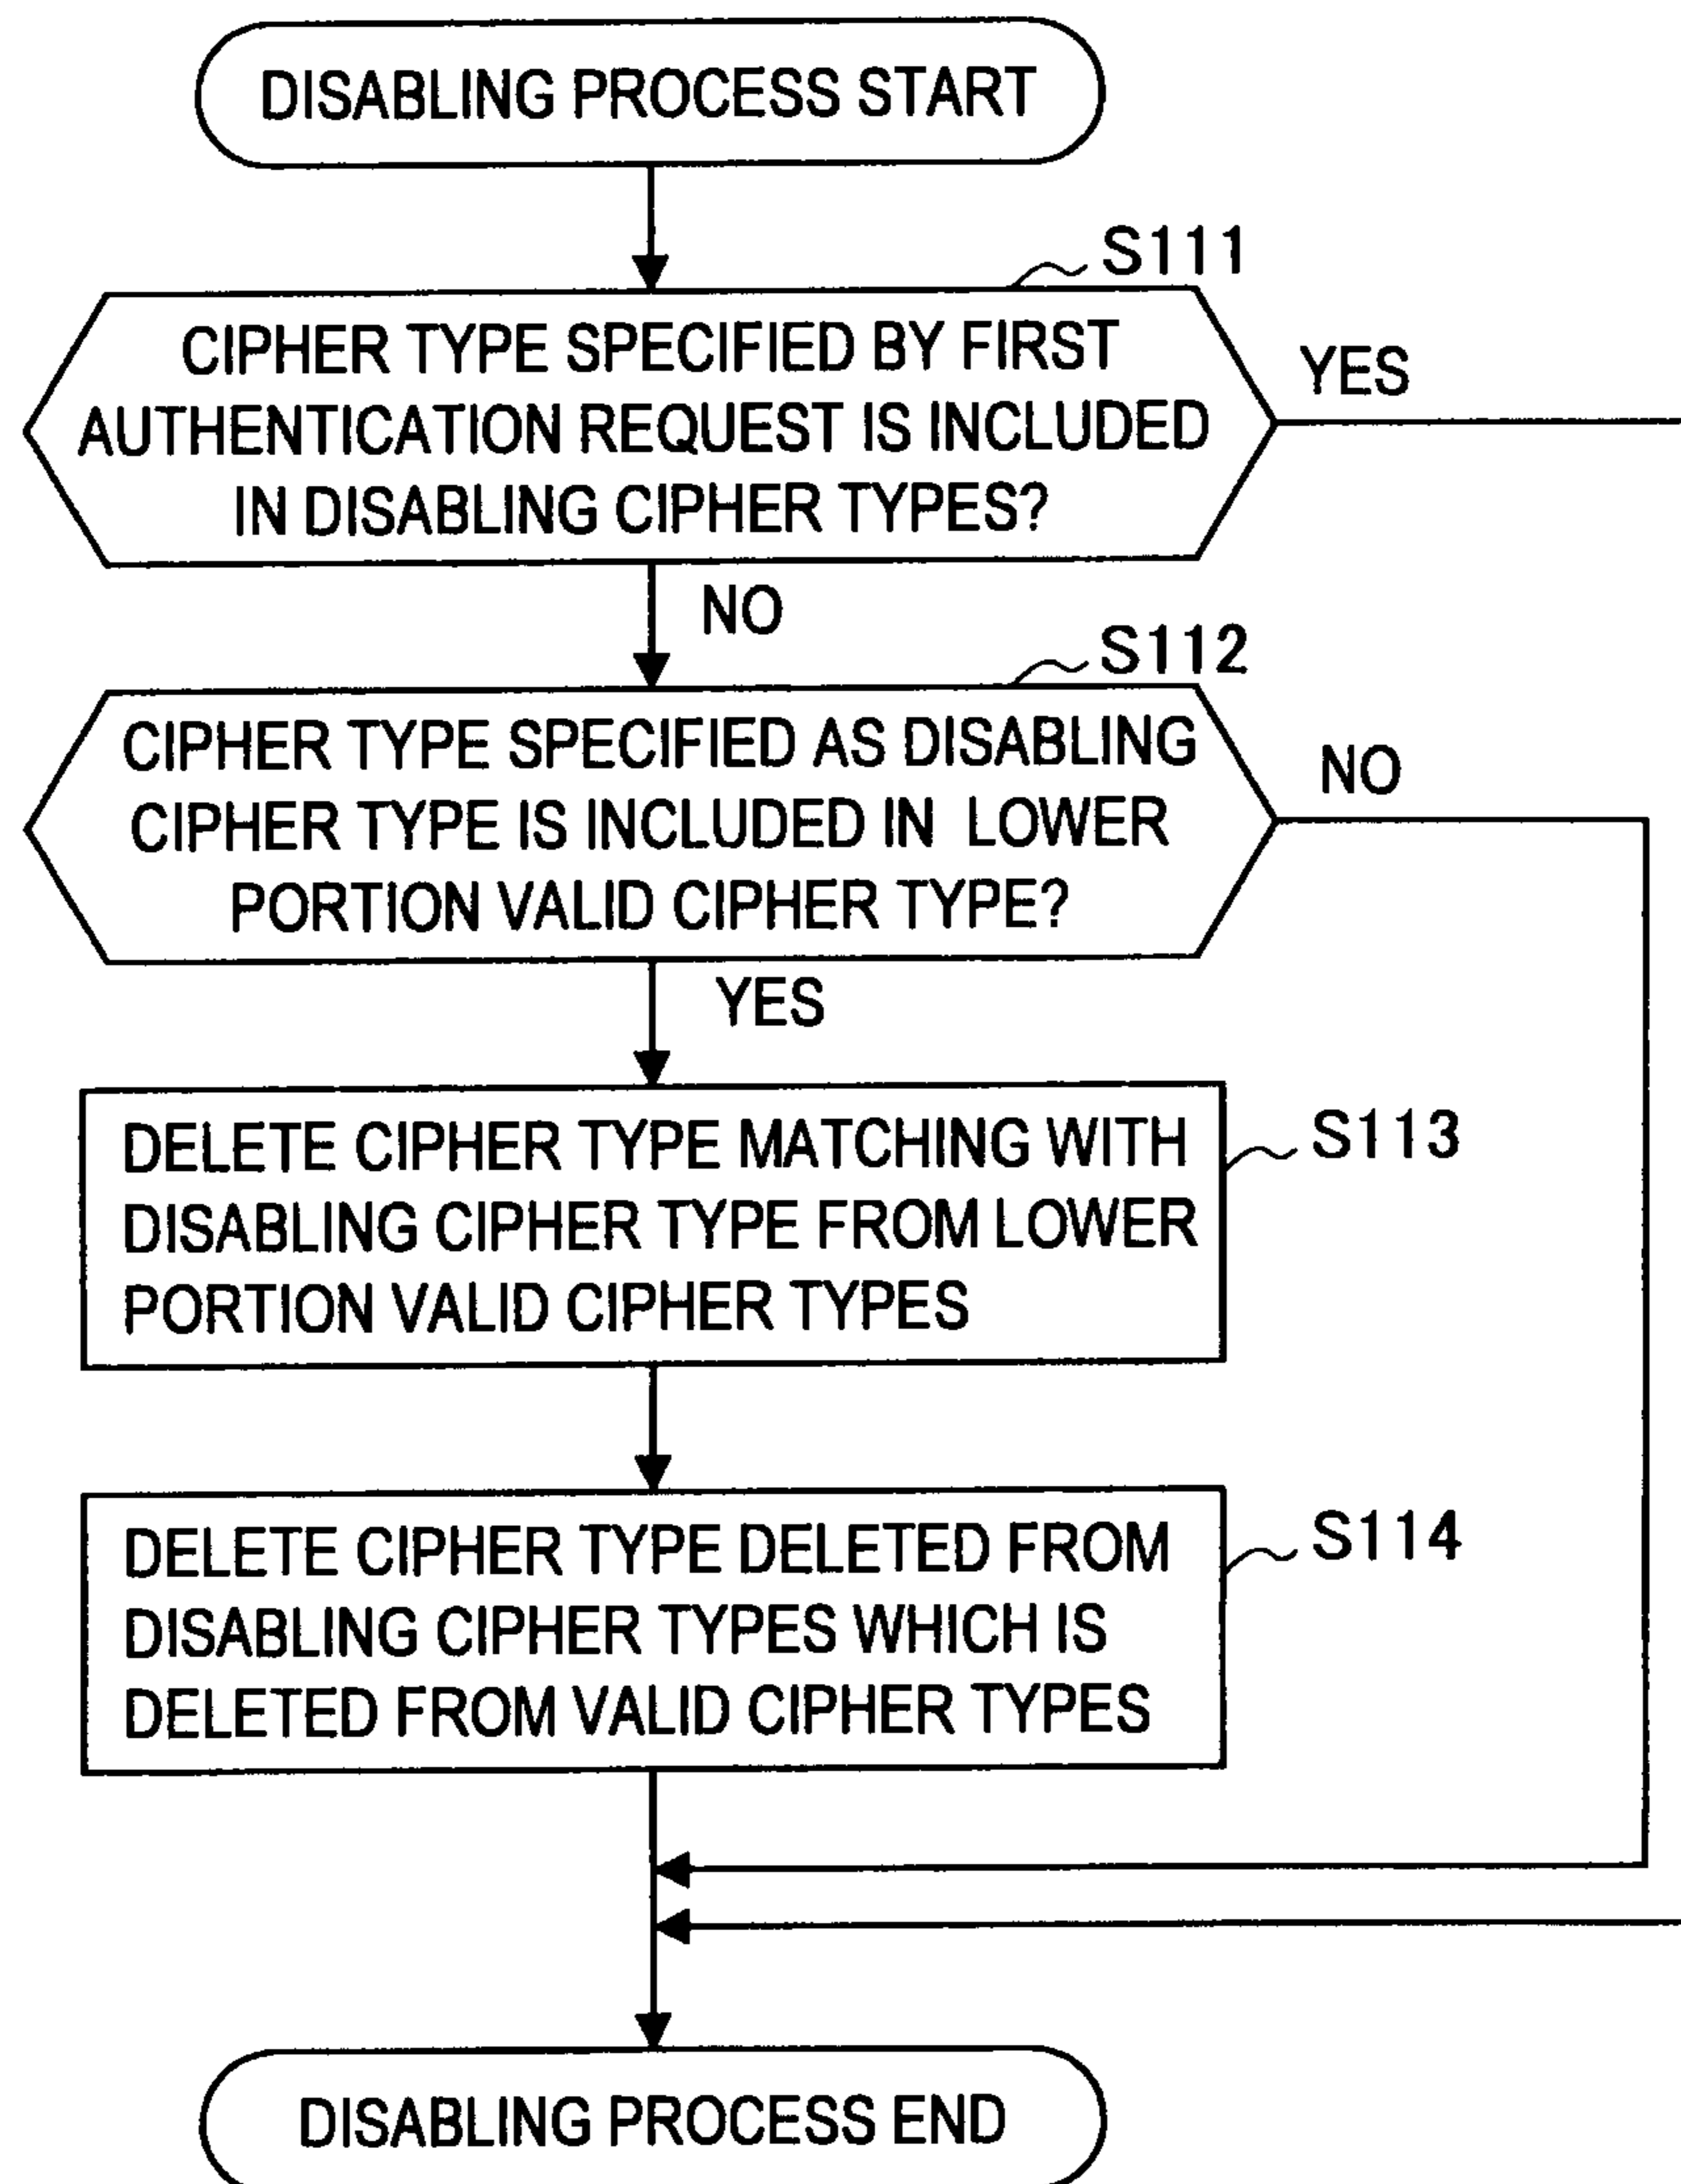 DISABLING PROCESS START
S111
CIPHER TYPE SPECIFIED BY FIRST
AUTHENTICATION REQUEST IS INCLUDED
IN DISABLING CIPHER TYPES?
YES
NO
S112
CIPHER TYPE SPECIFIED AS DISABLING
CIPHER TYPE IS INCLUDED IN LOWER
PORTION VALID CIPHER TYPE?
NO
YES
DELETE CIPHER TYPE MATCHING WITH
DISABLING CIPHER TYPE FROM LOWER
PORTION VALID CIPHER TYPES
S113
DELETE CIPHER TYPE DELETED FROM
DISABLING CIPHER TYPES WHICH IS
DELETED FROM VALID CIPHER TYPES
S114
DISABLING PROCESS END